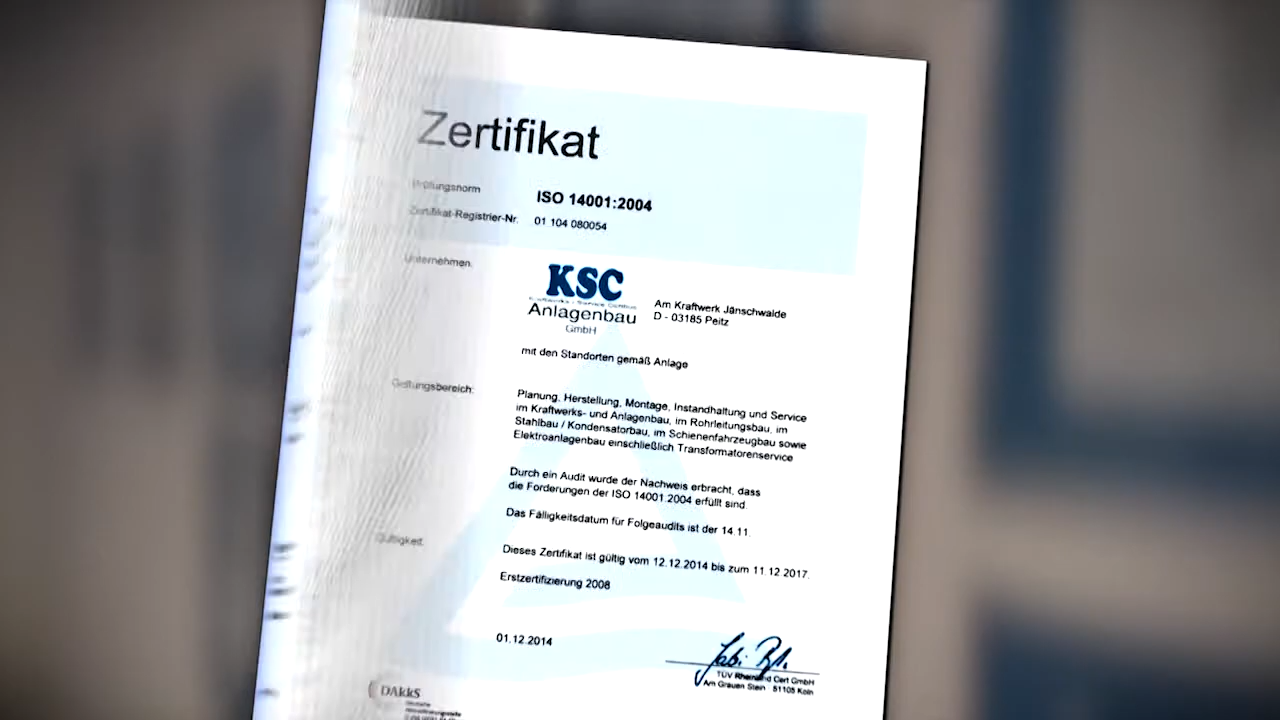 Zertifikat
Prüfungsnorm ISO 14001:2004
Zertifikat-Registrier-Nr. 01 104 080054
Unternehmen:
KSC
Kraftwerks - Service Cottbus
Anlagenbau
GmbH
Am Kraftwerk Jänschwalde
D - 03185 Peitz
mit den Standorten gemäß Anlage
Geltungsbereich: Planung, Herstellung, Montage, Instandhaltung und Service
im Kraftwerks- und Anlagenbau, im Rohrleitungsbau, im
Stahlbau / Kondensatorbau, im Schienenfahrzeugbau sowie
Elektroanlagenbau einschließlich Transformatorenservice
Durch ein Audit wurde der Nachweis erbracht, dass
die Forderungen der ISO 14001:2004 erfüllt sind.
Das Fälligkeitsdatum für Folgeaudits ist der 14.11.
Gültigkeit: Dieses Zertifikat ist gültig vom 12.12.2014 bis zum 11.12.2017.
Erstzertifizierung 2008
01.12.2014
TÜV Rheinland Cert GmbH
Am Grauen Stein · 51105 Köln
DAkkS
Deutsche
Akkreditierungsstelle